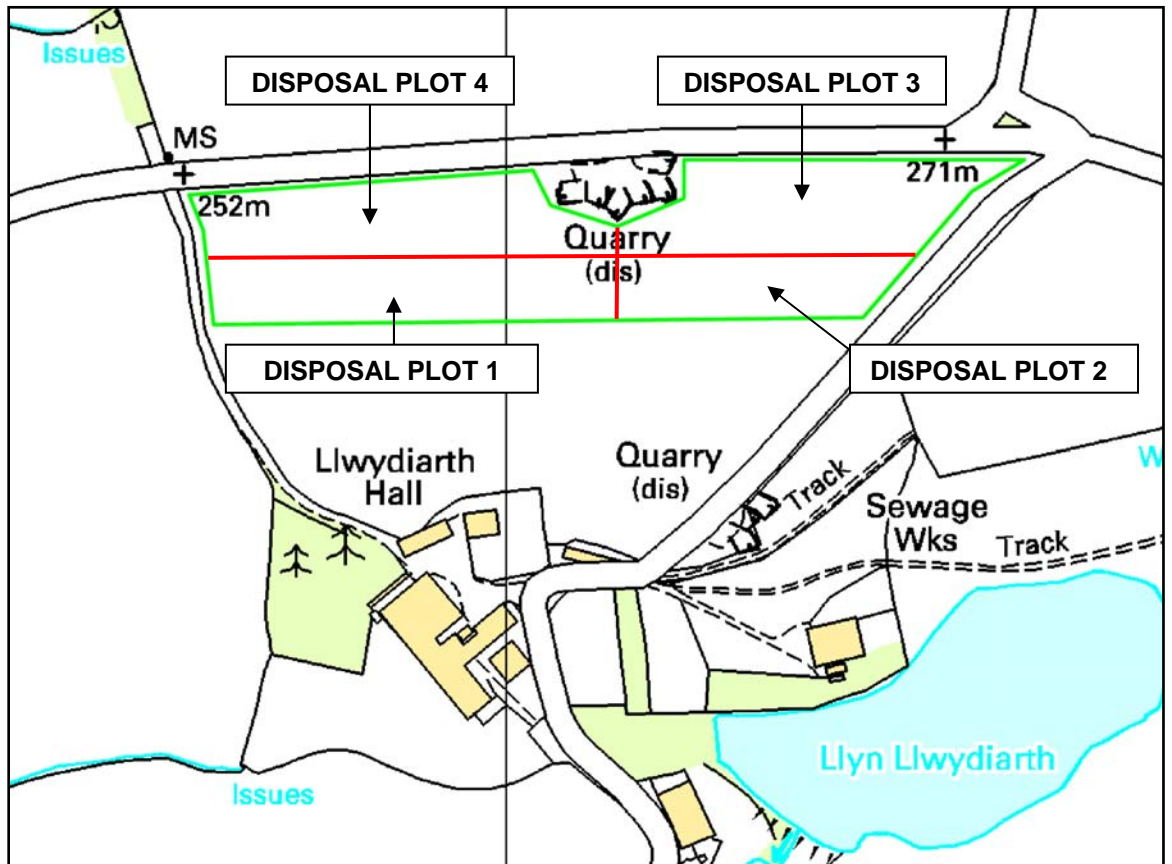 Issues
DISPOSAL PLOT 4
DISPOSAL PLOT 3
MS
252m
271m
Quarry
(dis)
DISPOSAL PLOT 1
DISPOSAL PLOT 2
Llwydiarth
Hall
Quarry
(dis)
Track
W
Sewage
Wks
Track
Llyn Llwydiarth
Issues